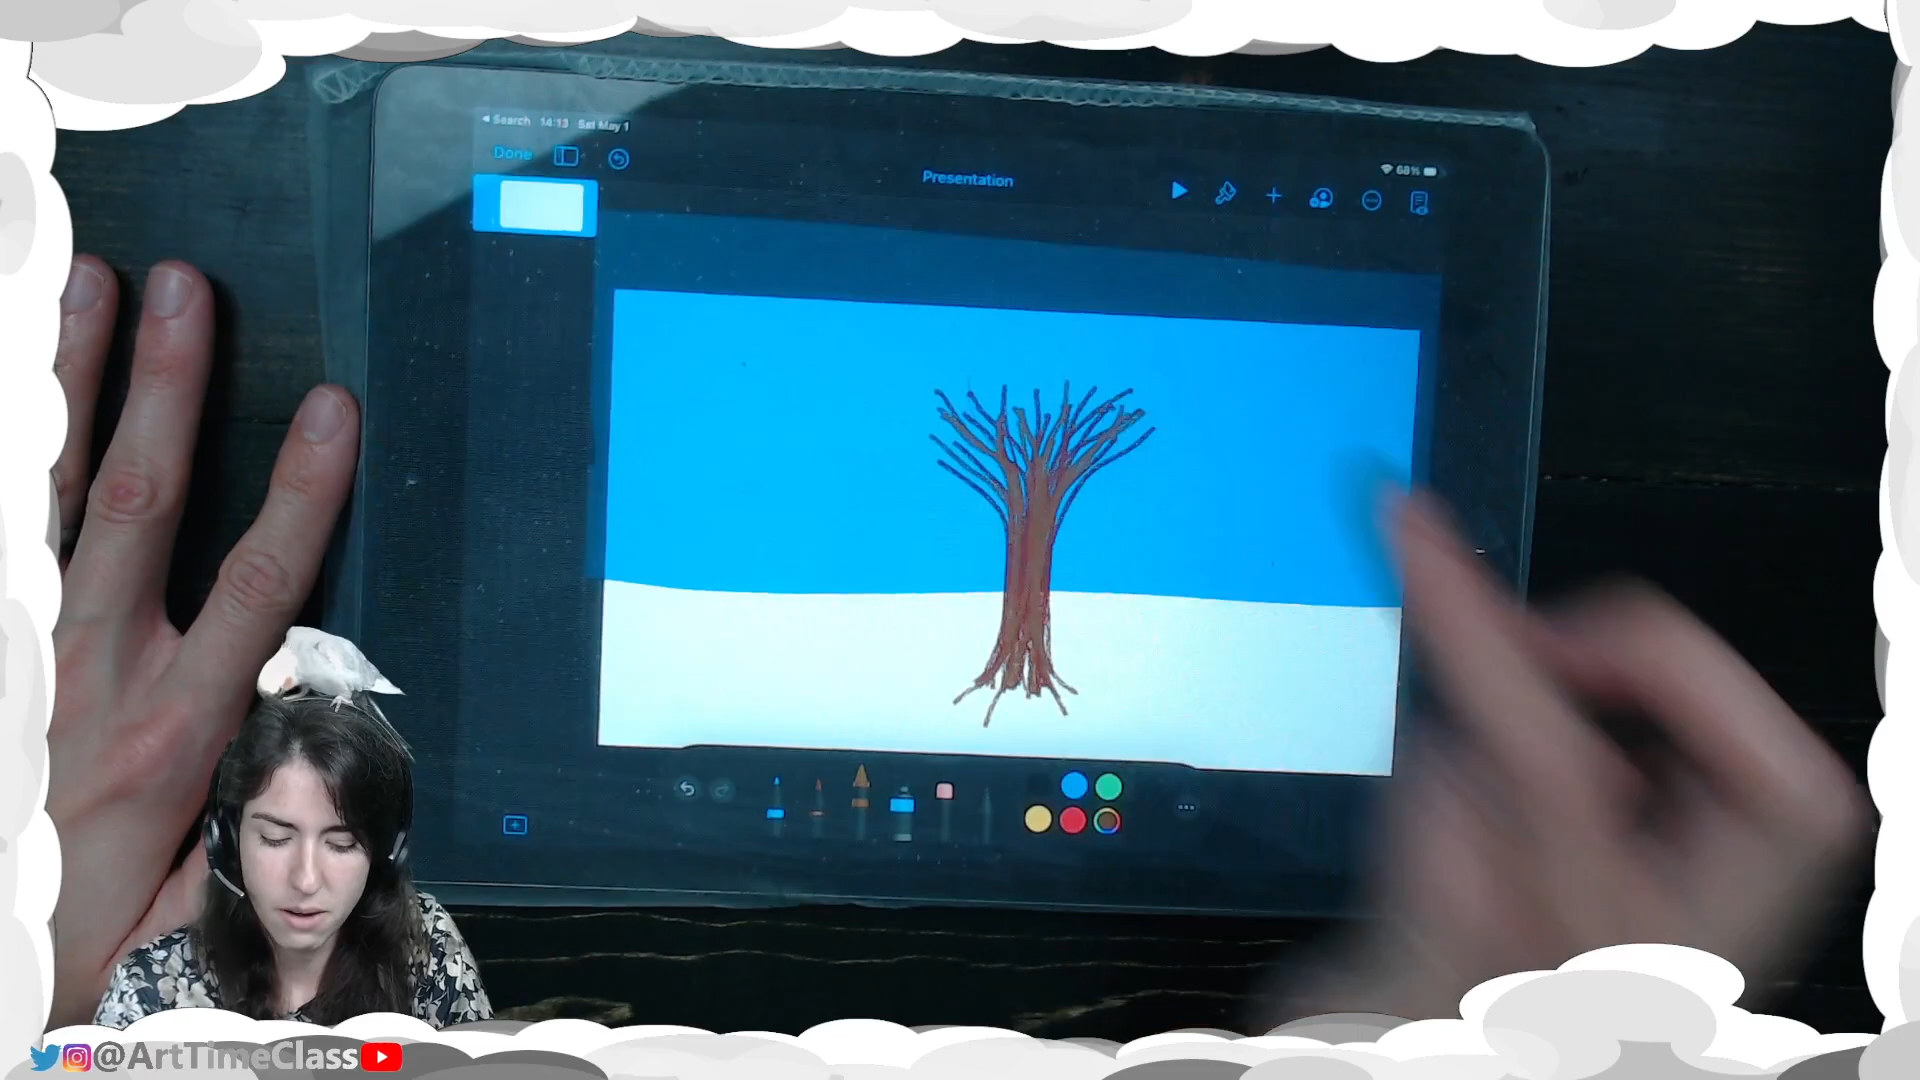 Search 14:13 Sat May 1
68%
Done
Presentation
@ArtTimeClass